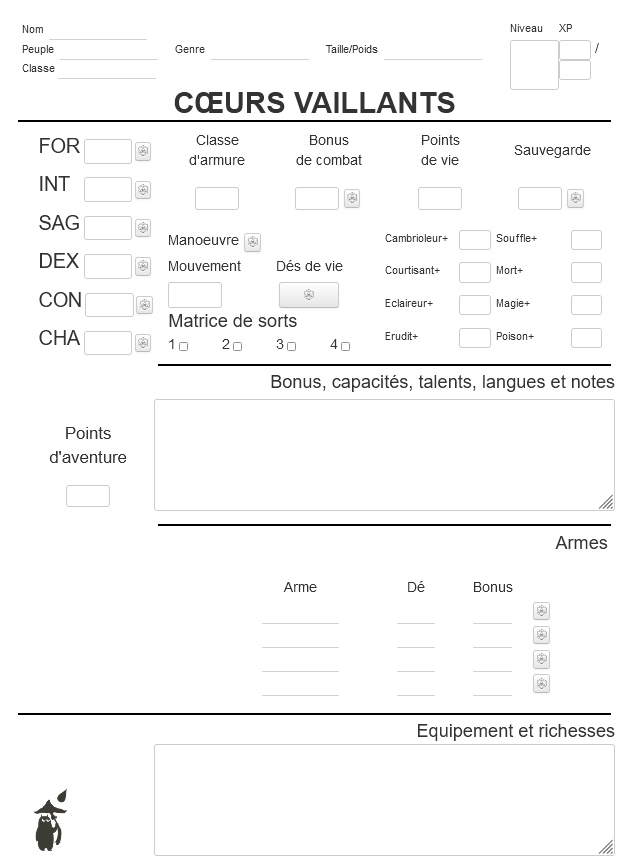 Nom
Niveau XP
Peuple Genre Taille/Poids /
Classe
CŒURS VAILLANTS
FOR
INT
SAG
DEX
CON
CHA
Classe
d'armure
Bonus
de combat
Points
de vie
Sauvegarde
Manoeuvre
Mouvement Dés de vie
Matrice de sorts
1 2 3 4
Cambrioleur+ Souffle+
Courtisant+ Mort+
Eclaireur+ Magie+
Erudit+ Poison+
Bonus, capacités, talents, langues et notes
Points
d'aventure
Armes
Arme Dé Bonus
Equipement et richesses